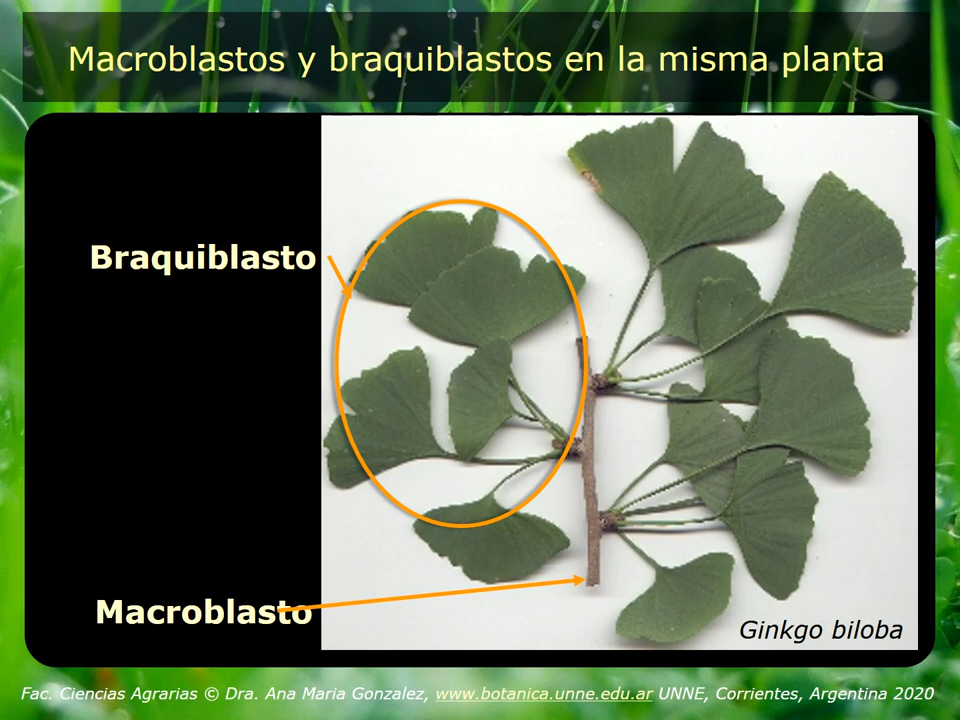 Macroblastos y braquiblastos en la misma planta
Braquiblasto
Macroblasto
Ginkgo biloba
Fac. Ciencias Agrarias © Dra. Ana Maria Gonzalez, www.botanica.unne.edu.ar UNNE, Corrientes, Argentina 2020